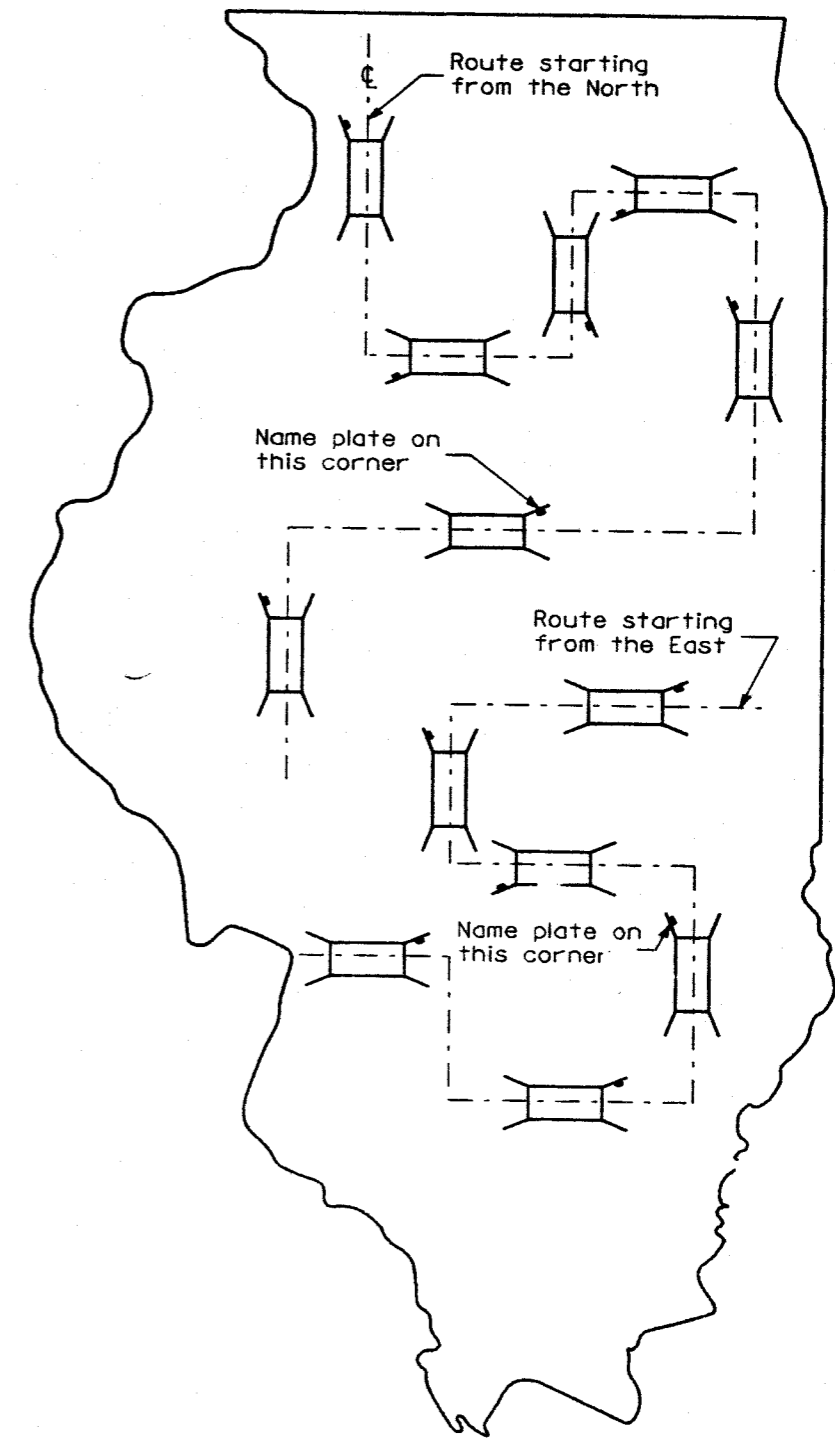 Route starting
from the North
℄
Name plate on
this corner
Route starting
from the East
Name plate on
this corner